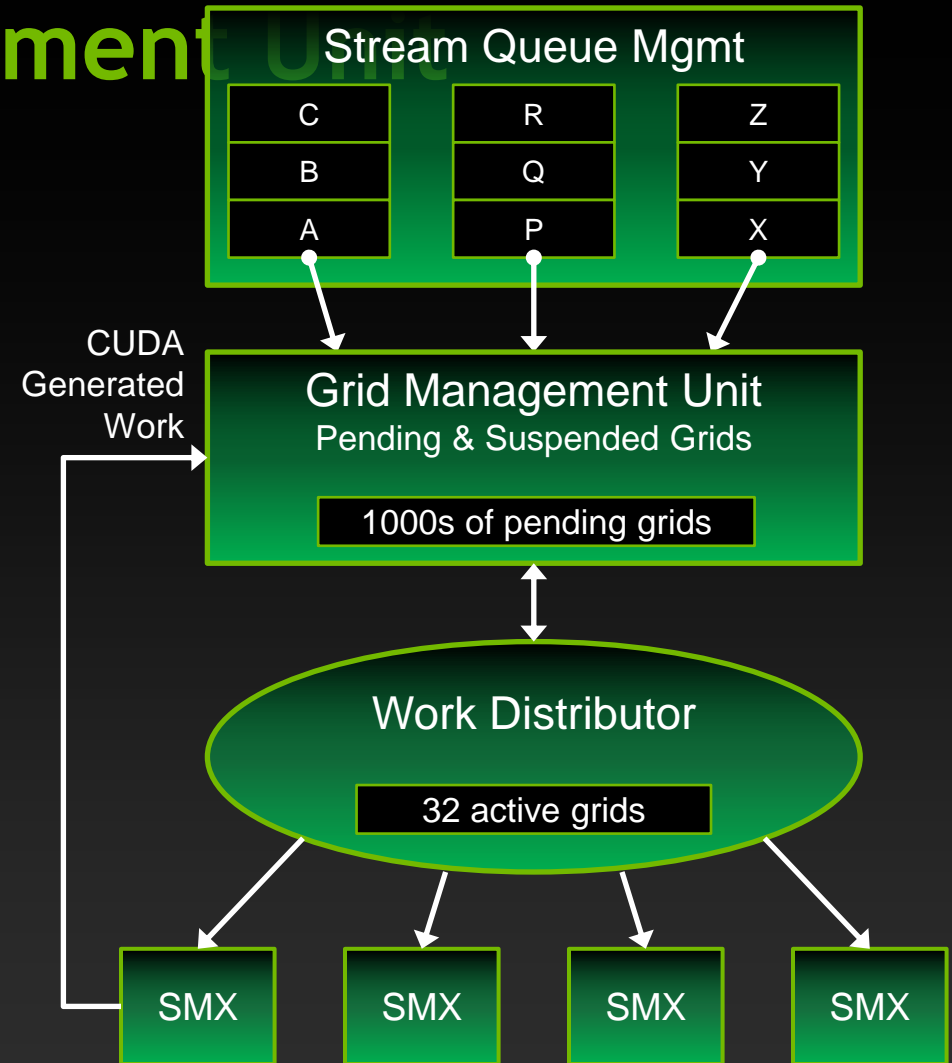 ment Unit
Stream Queue Mgmt
C
R
Z
B
Q
Y
A
P
X
CUDA
Generated
Work
Grid Management Unit
Pending & Suspended Grids
1000s of pending grids
Work Distributor
32 active grids
SMX
SMX
SMX
SMX